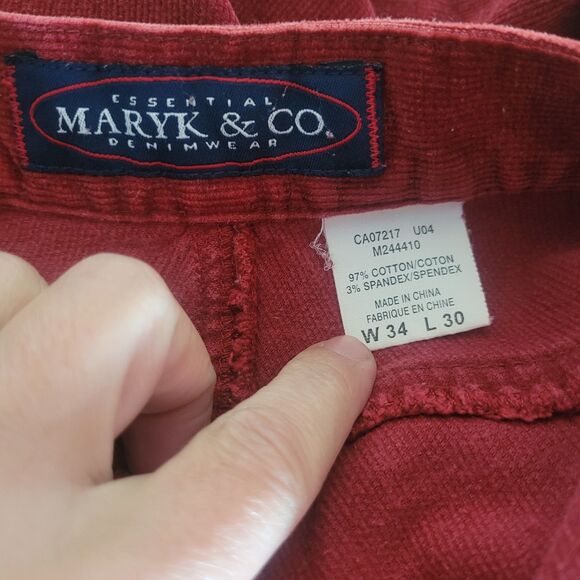 ESSENTIAL
MARYK & CO.
DENIMWEAR
CA07217 U04
M244410
97% COTTON/COTON
3% SPANDEX/SPENDEX
MADE IN CHINA
FABRIQUE EN CHINE
W 34 L 30